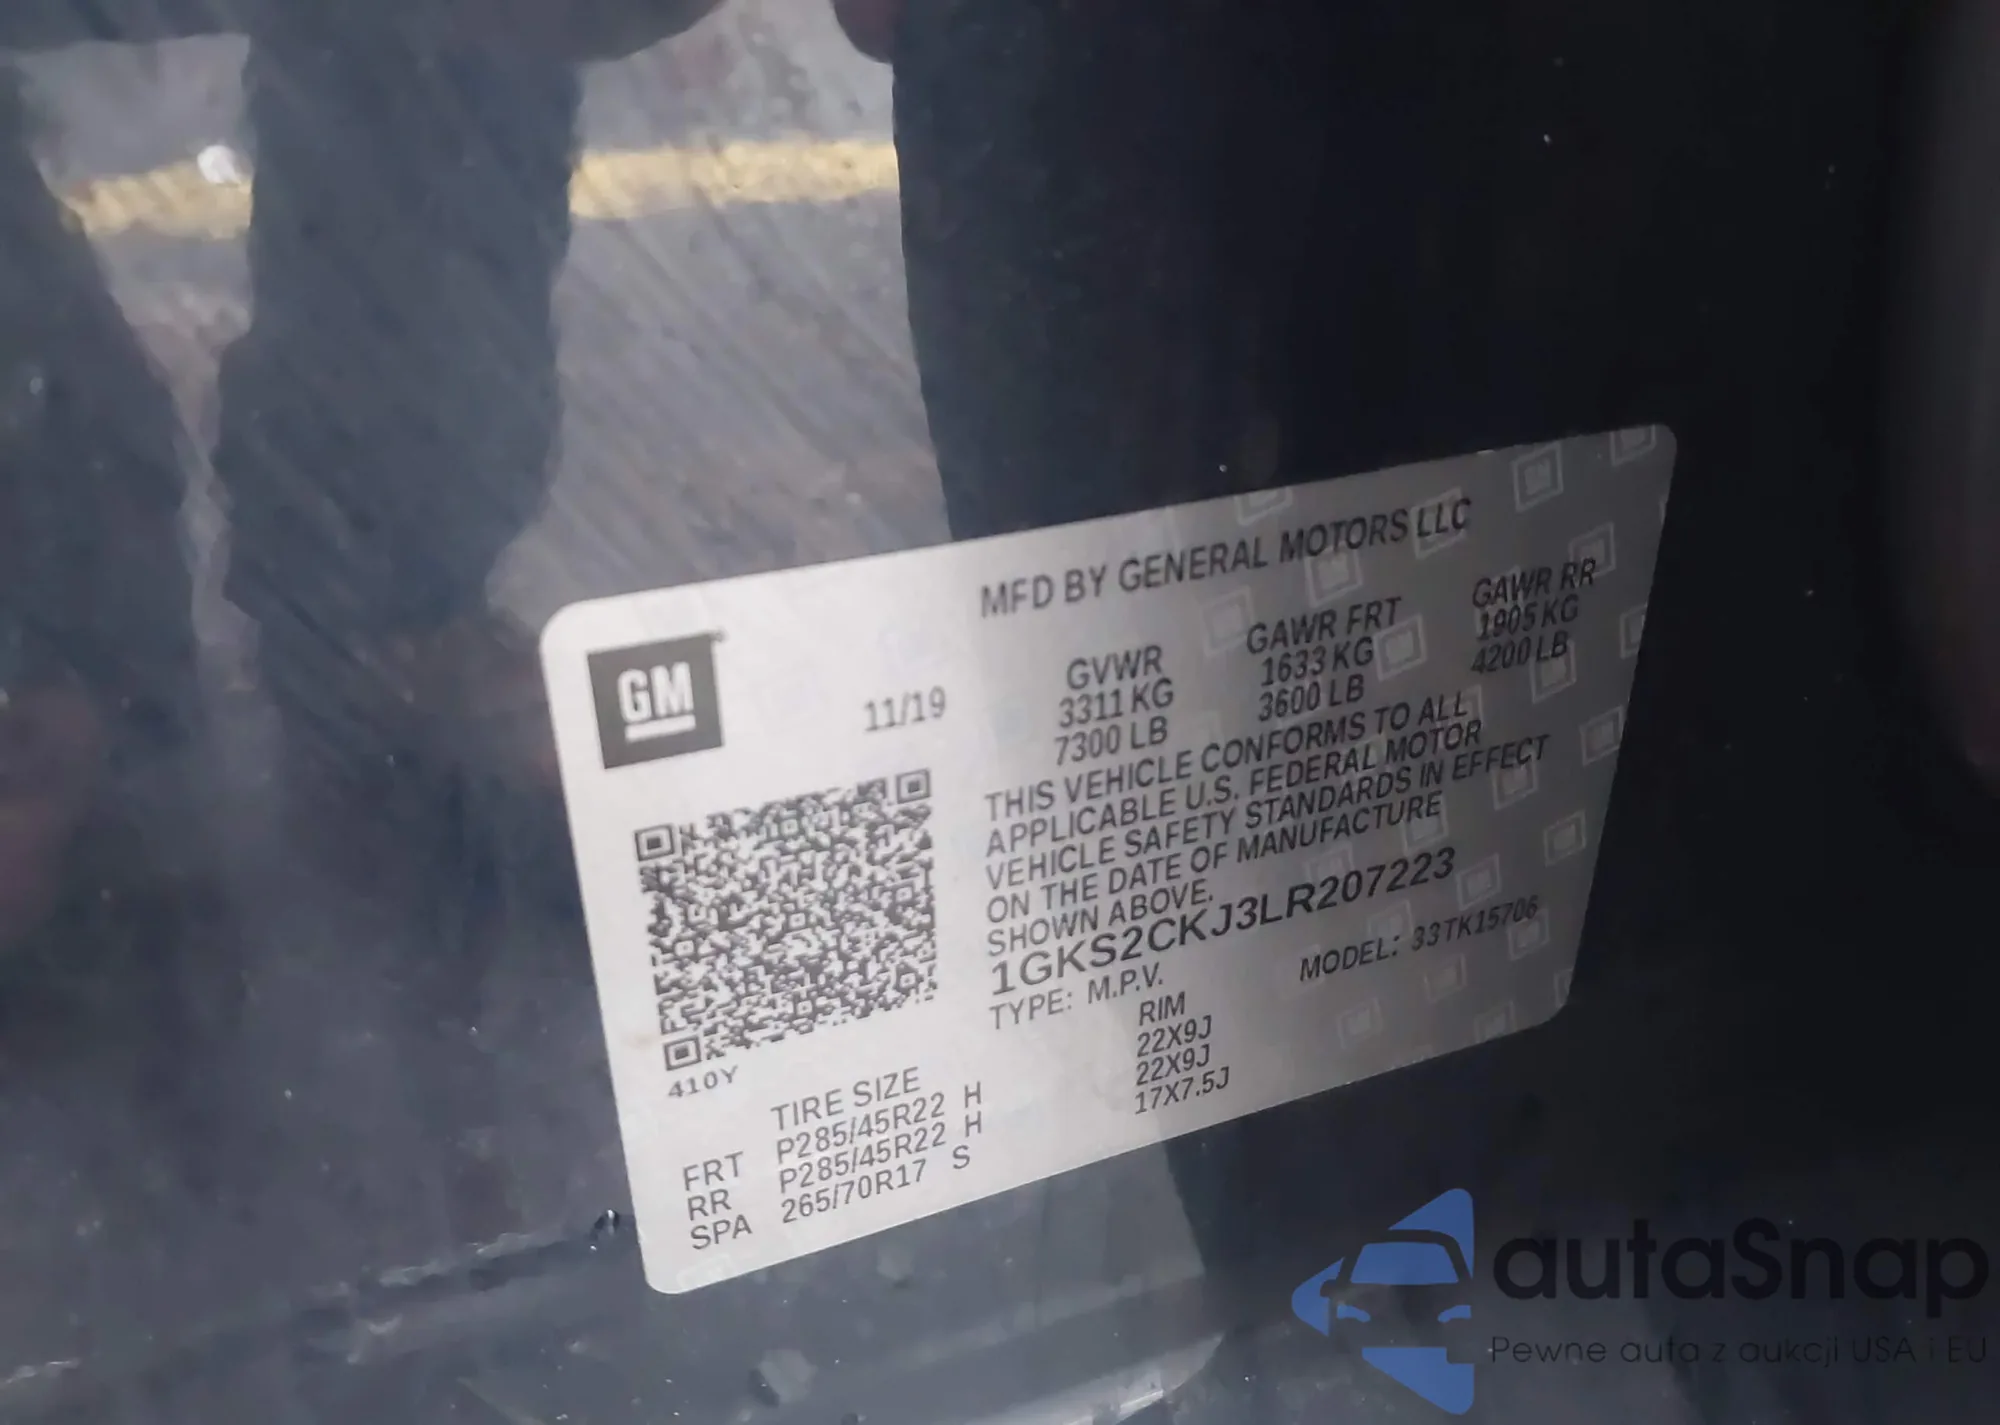 MFD BY GENERAL MOTORS LLC
GM
11/19
GVWR GAWR FRT GAWR RR
3311 KG 1633 KG 1905 KG
7300 LB 3600 LB 4200 LB
THIS VEHICLE CONFORMS TO ALL
APPLICABLE U.S. FEDERAL MOTOR
VEHICLE SAFETY STANDARDS IN EFFECT
ON THE DATE OF MANUFACTURE
SHOWN ABOVE.
1GKS2CKJ3LR207223
TYPE: M.P.V. MODEL: 33TK15706
410Y
TIRE SIZE RIM
FRT P285/45R22 H 22X9J
RR P285/45R22 H 22X9J
SPA 265/70R17 S 17X7.5J
autaSnap
Pewne auta z aukcji USA i EU